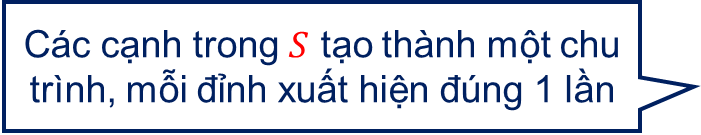 Các cạnh trong S tạo thành một chu
trình, mỗi đỉnh xuất hiện đúng 1 lần